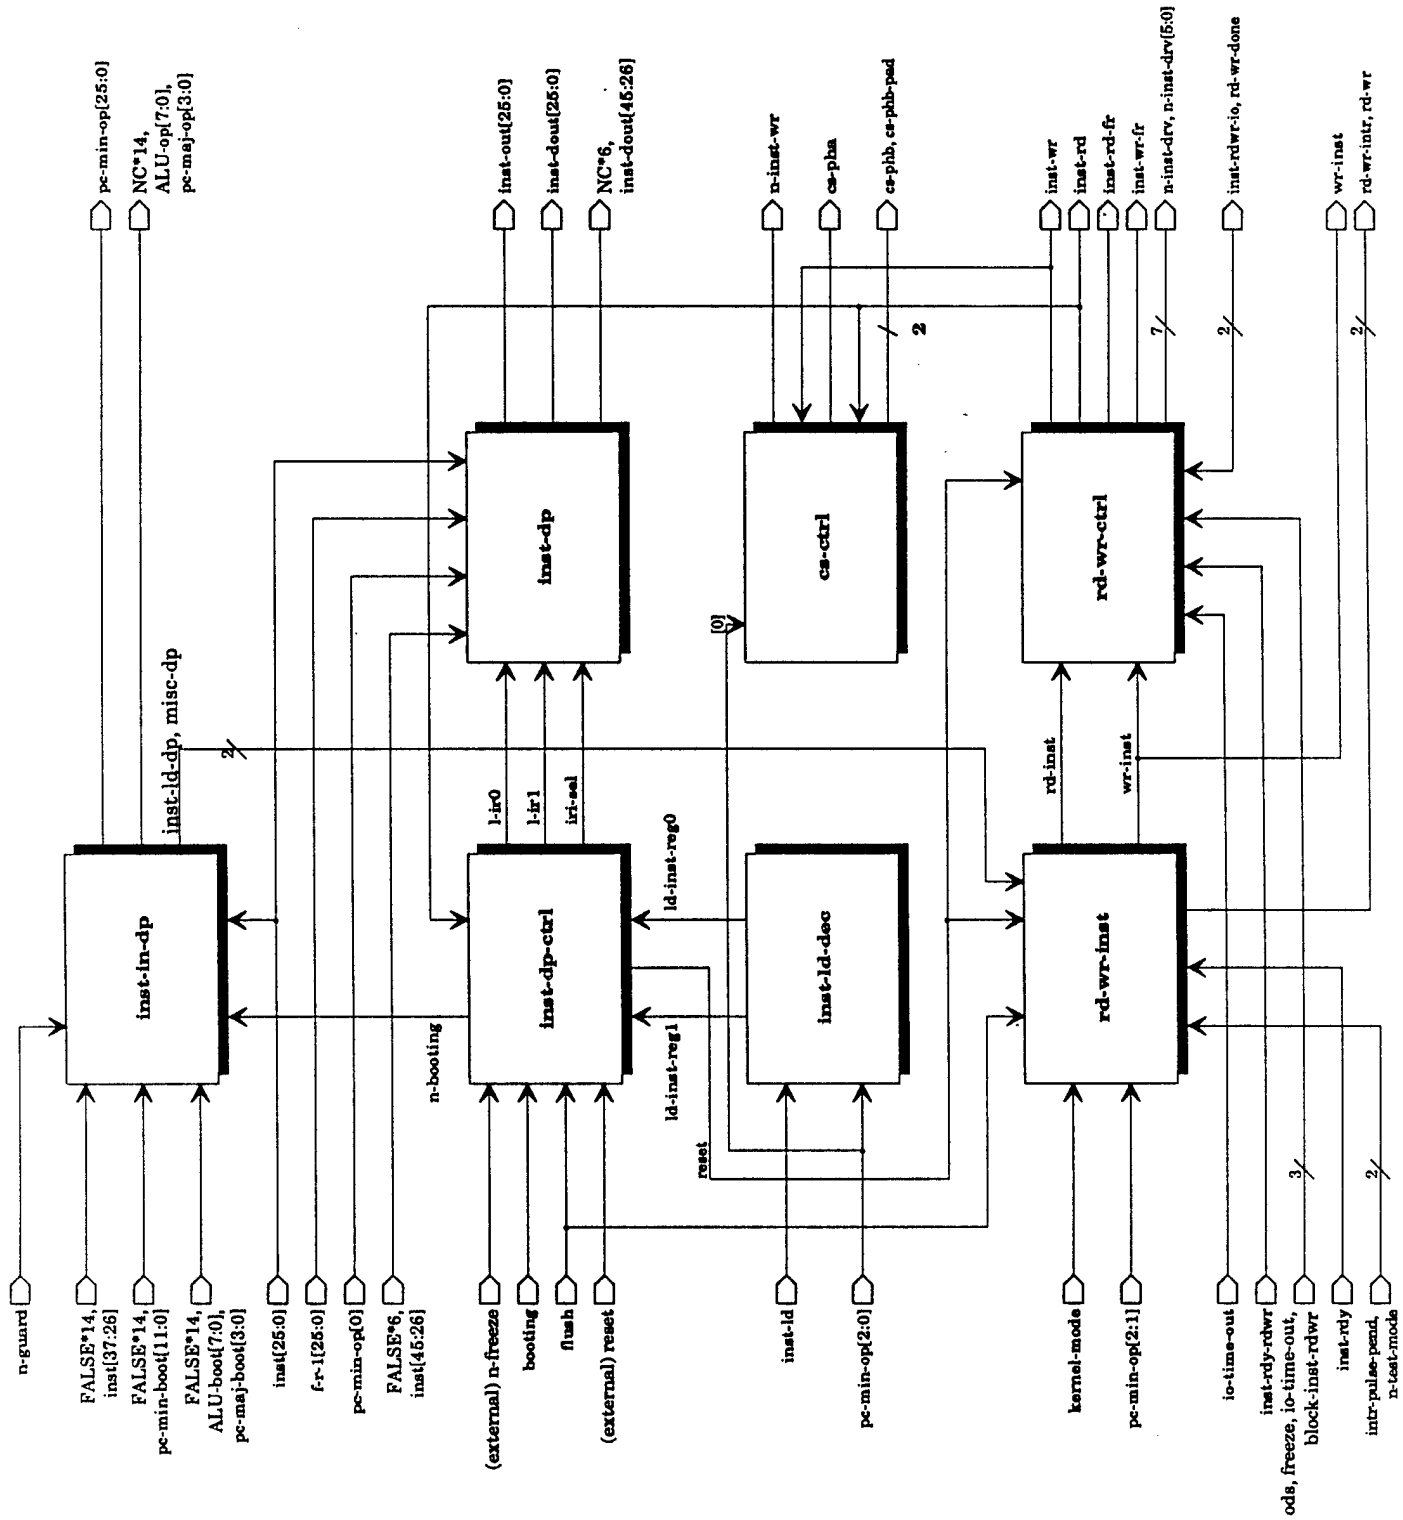 n-guard
FALSE*14,
inst[37:26]
FALSE*14,
pc-min-boot[11:0]
FALSE*14,
ALU-boot[7:0],
pc-maj-boot[3:0]
inst[25:0]
f-r-1[25:0]
pc-min-op[0]
FALSE*6,
inst[45:26]
(external) n-freeze
booting
flush
(external) reset
inst-ld
pc-min-op[2:0]
kernel-mode
pc-min-op[2:1]
io-time-out
inst-rdy-rdwr
ods, freeze, io-time-out,
block-inst-rdwr
inst-rdy
intr-pulse-pend,
n-test-mode
3
2
n-booting
ld-inst-reg1
reset
inst-in-dp
inst-dp-ctrl
inst-ld-dec
rd-wr-inst
ld-inst-reg0
inst-ld-dp, misc-dp
2
l-ir0
l-ir1
iri-sel
rd-inst
wr-inst
[0]
inst-dp
cs-ctrl
rd-wr-ctrl
2
7
2
2
pc-min-op[25:0]
NC*14,
ALU-op[7:0],
pc-maj-op[3:0]
inst-out[25:0]
inst-dout[25:0]
NC*6,
inst-dout[45:26]
n-inst-wr
cs-pha
cs-phb, cs-phb-pad
inst-wr
inst-rd
inst-rd-fr
inst-wr-fr
n-inst-drv, n-inst-drv[5:0]
inst-rdwr-io, rd-wr-done
wr-inst
rd-wr-intr, rd-wr